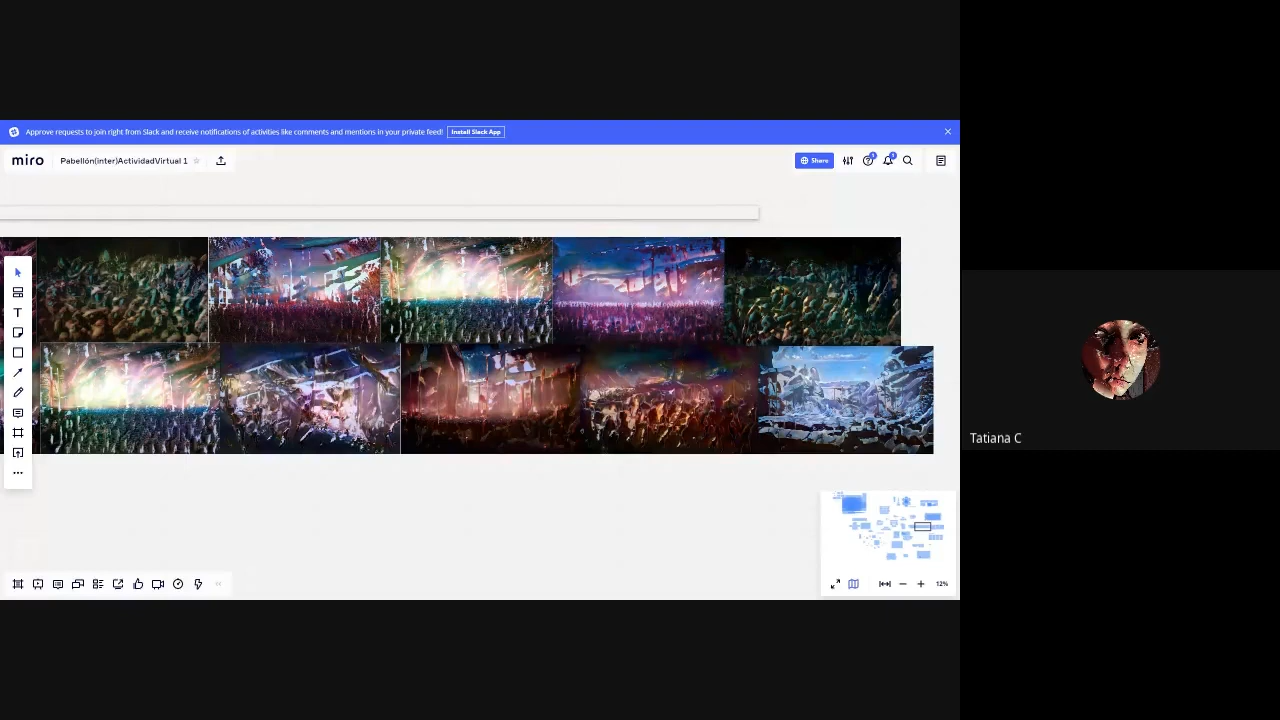 Approve requests to join right from Slack and receive notifications of activities like comments and mentions in your private feed! Install Slack App
miro Pabellón(inter)ActividadVirtual 1 Share
Tatiana C
12%